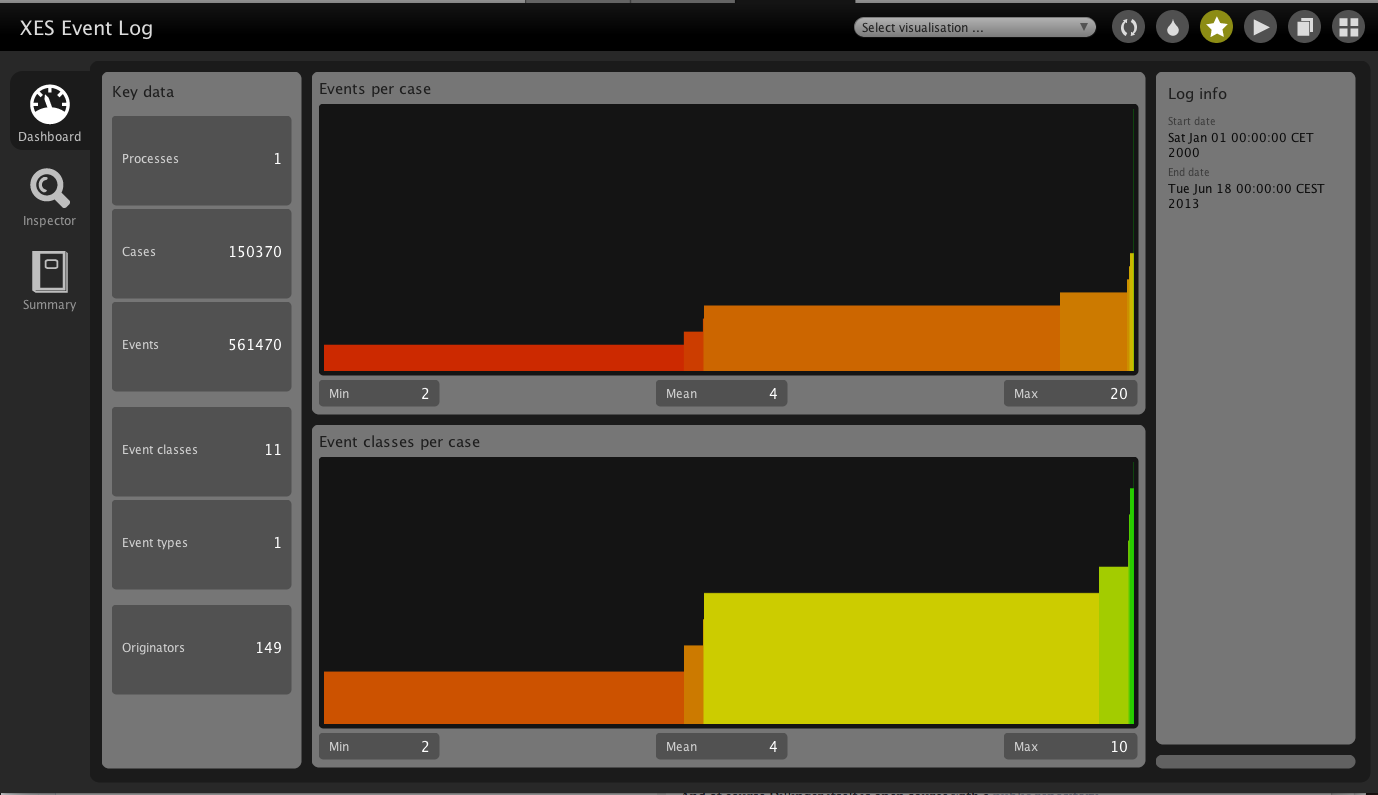 XES Event Log
Select visualisation ...
Dashboard
Inspector
Summary
Key data
Processes 1
Cases 150370
Events 561470
Event classes 11
Event types 1
Originators 149
Events per case
Min 2
Mean 4
Max 20
Event classes per case
Min 2
Mean 4
Max 10
Log info
Start date
Sat Jan 01 00:00:00 CET
2000
End date
Tue Jun 18 00:00:00 CEST
2013